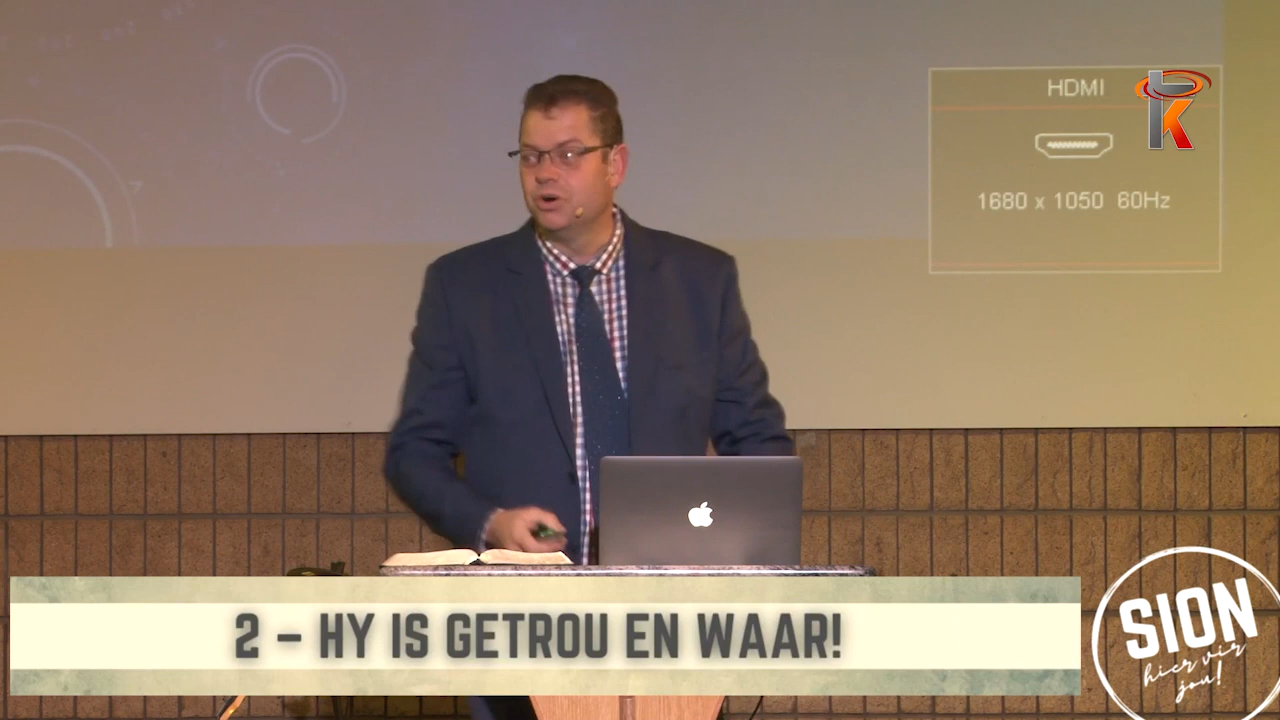 HDMI
1680 x 1050 60Hz
2 – HY IS GETROU EN WAAR!
SION
hier vir
jou!